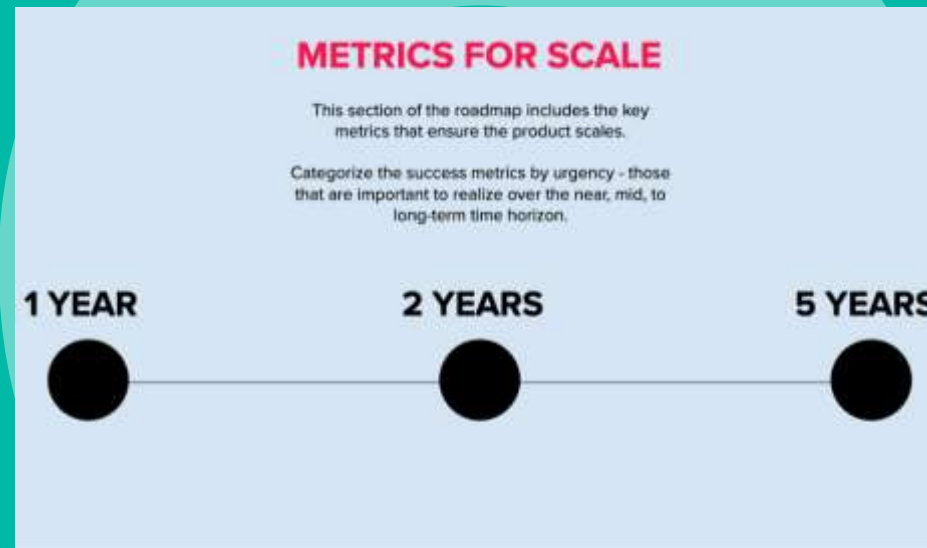 METRICS FOR SCALE
This section of the roadmap includes the key
metrics that ensure the product scales.
Categorize the success metrics by urgency - those
that are important to realize over the near, mid, to
long-term time horizon.
1 YEAR
2 YEARS
5 YEARS